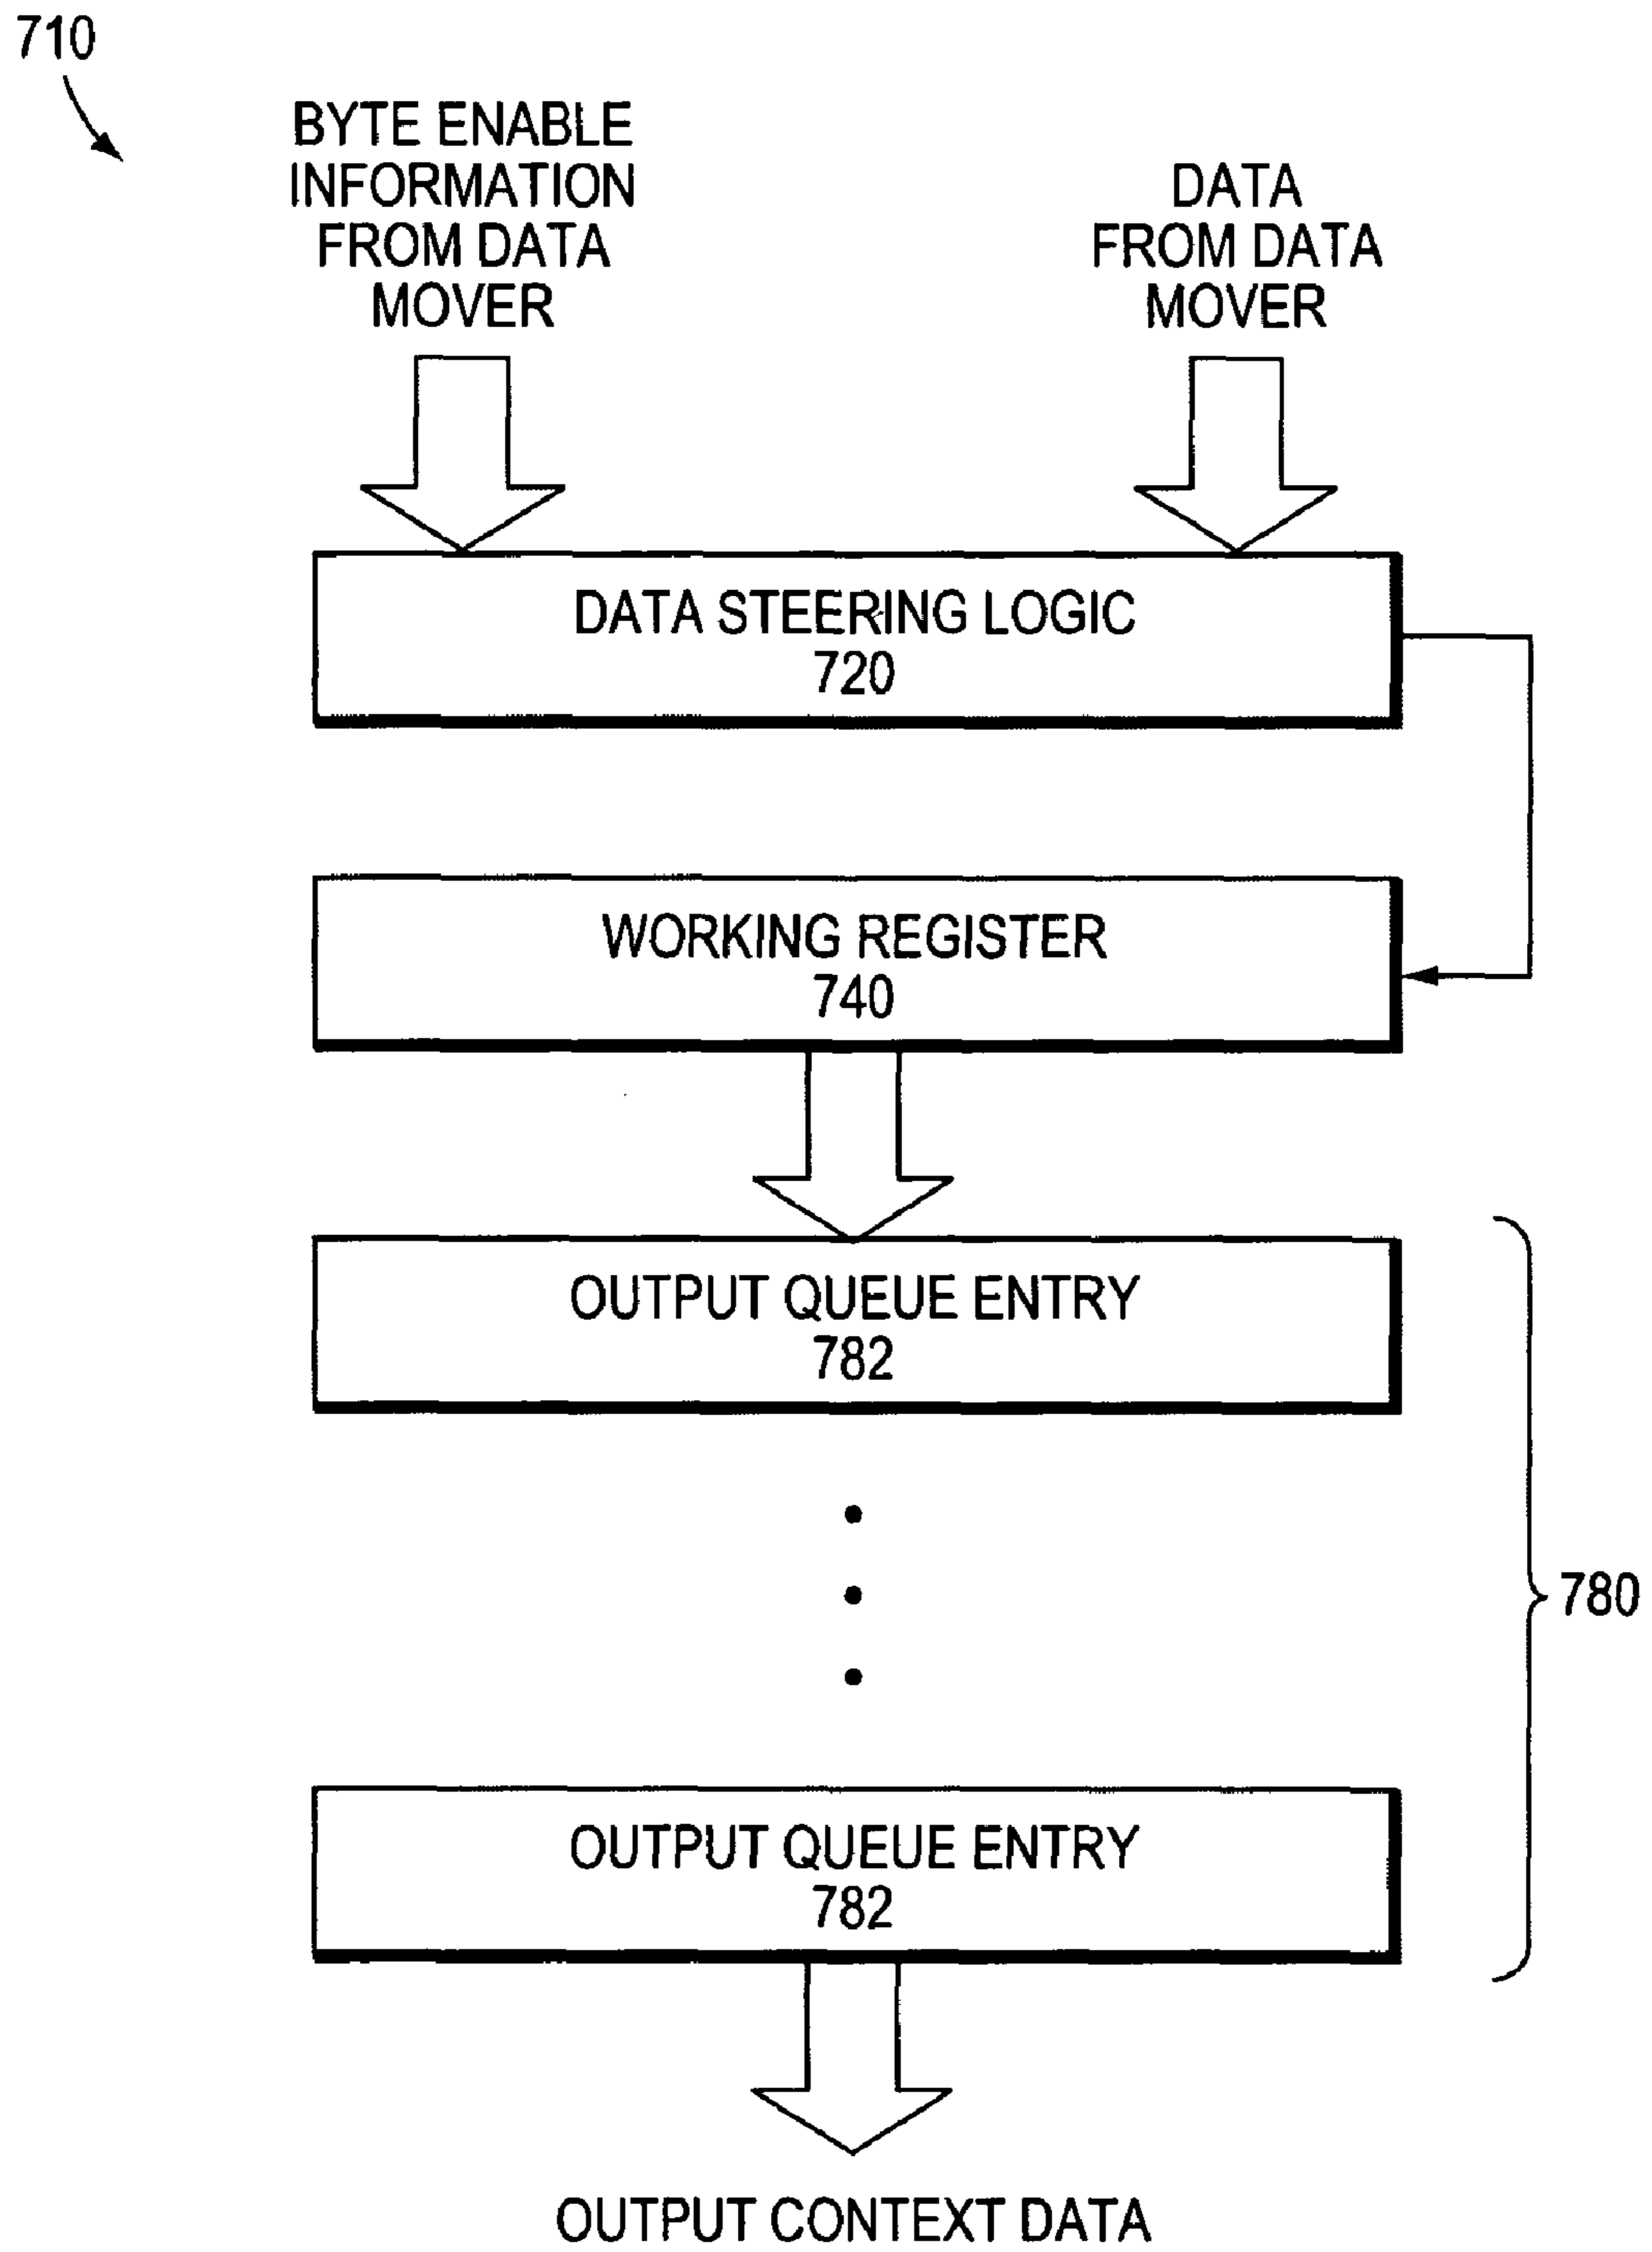 710
BYTE ENABLE
INFORMATION
FROM DATA
MOVER
DATA
FROM DATA
MOVER
DATA STEERING LOGIC
720
WORKING REGISTER
740
OUTPUT QUEUE ENTRY
782
780
OUTPUT QUEUE ENTRY
782
OUTPUT CONTEXT DATA